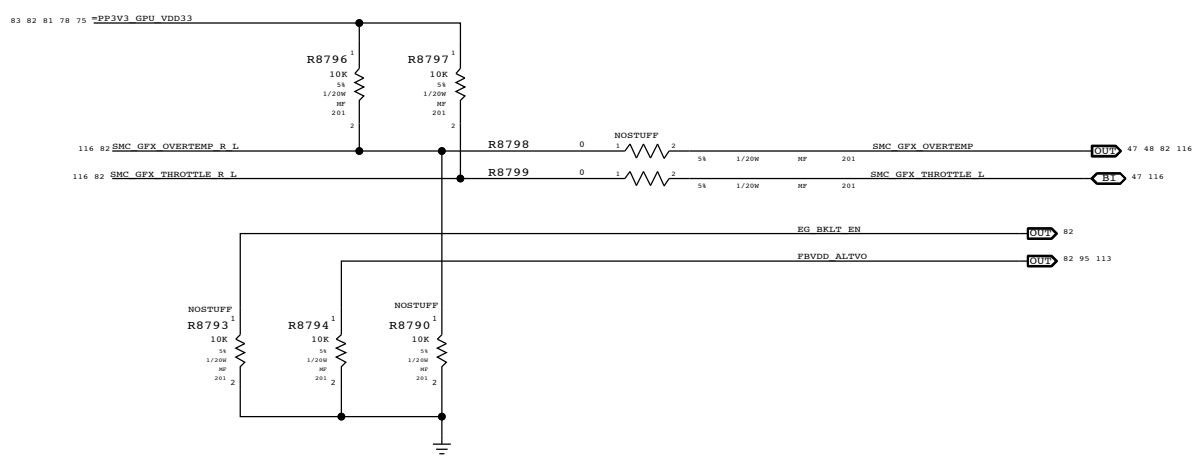 83 82 81 78 75 =PP3V3_GPU_VDD33
R8796 1
10K
5%
1/20W
MF
201
2
R8797 1
10K
5%
1/20W
MF
201
2
116 82 SMC_GFX_OVERTEMP_R_L
R8798 0
NOSTUFF
1 2
5% 1/20W MF 201
SMC_GFX_OVERTEMP
OUT 47 48 82 116
116 82 SMC_GFX_THROTTLE_R_L
R8799 0
1 2
5% 1/20W MF 201
SMC_GFX_THROTTLE_L
BI 47 116
EG_BKLT_EN
OUT 82
FBVDD_ALTVO
OUT 82 95 113
NOSTUFF
R8793 1
10K
5%
1/20W
MF
201
2
R8794 1
10K
5%
1/20W
MF
201
2
NOSTUFF
R8790 1
10K
5%
1/20W
MF
201
2